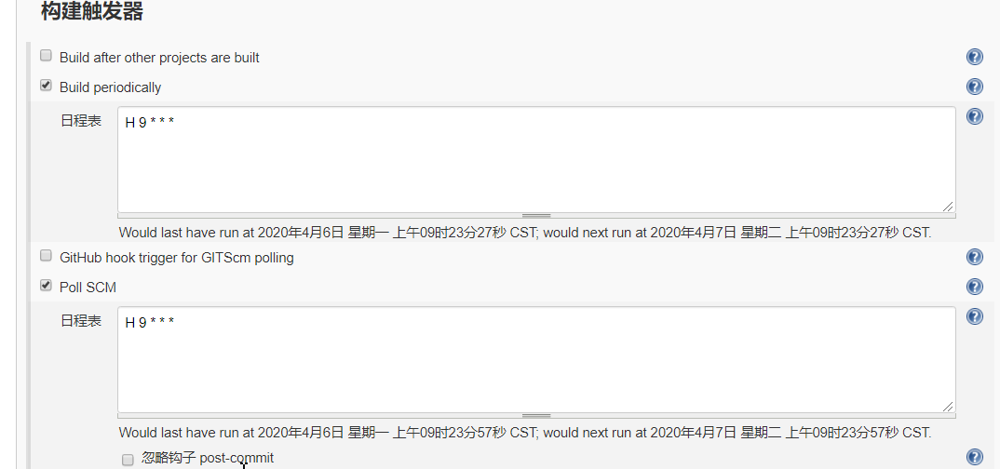 构建触发器
Build after other projects are built
Build periodically
日程表 H 9 * * *
Would last have run at 2020年4月6日 星期一 上午09时23分27秒 CST; would next run at 2020年4月7日 星期二 上午09时23分27秒 CST.
GitHub hook trigger for GITScm polling
Poll SCM
日程表 H 9 * * *
Would last have run at 2020年4月6日 星期一 上午09时23分57秒 CST; would next run at 2020年4月7日 星期二 上午09时23分57秒 CST.
忽略钩子 post-commit